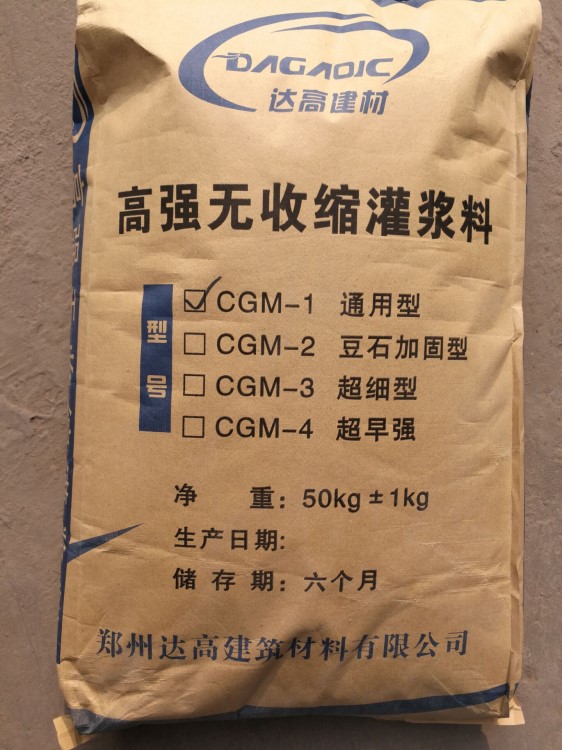 DAGAOJC
达高建材
高强无收缩灌浆料
型号
☑ CGM-1 通用型
☐ CGM-2 豆石加固型
☐ CGM-3 超细型
☐ CGM-4 超早强
净 重：50kg±1kg
生产日期:
储存期：六个月
郑州达高建筑材料有限公司